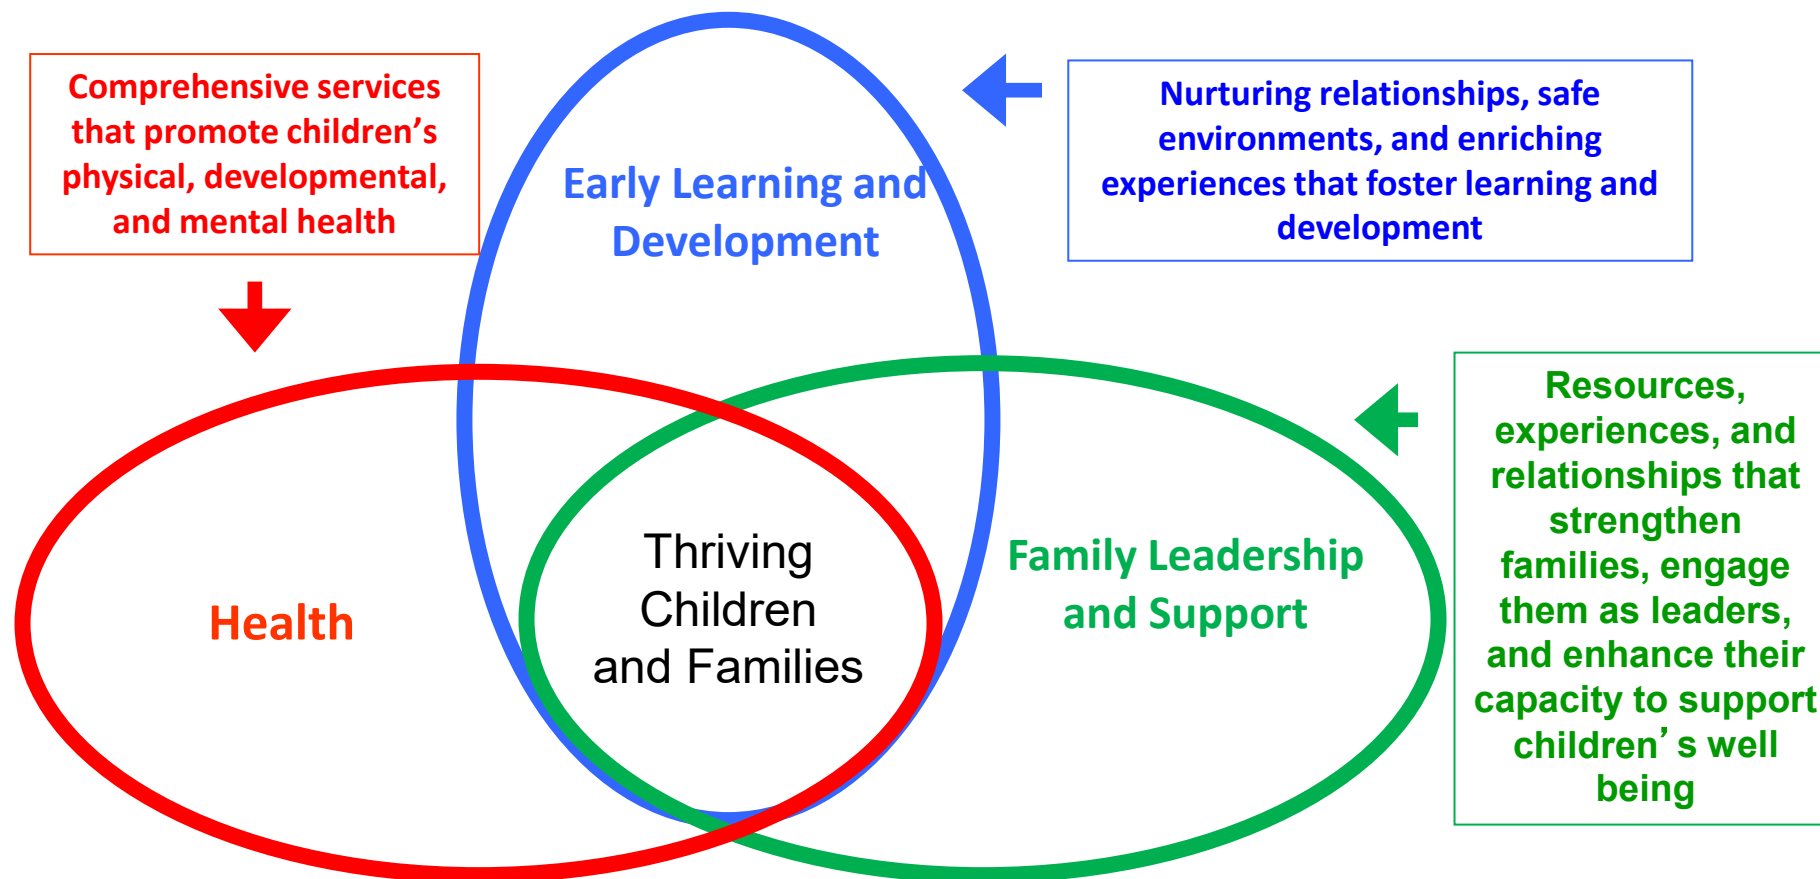 Comprehensive services
that promote children’s
physical, developmental,
and mental health
Nurturing relationships, safe
environments, and enriching
experiences that foster learning and
development
Early Learning and
Development
Resources,
experiences, and
relationships that
strengthen
families, engage
them as leaders,
and enhance their
capacity to support
children’ s well
being
Health
Thriving
Children
and Families
Family Leadership
and Support